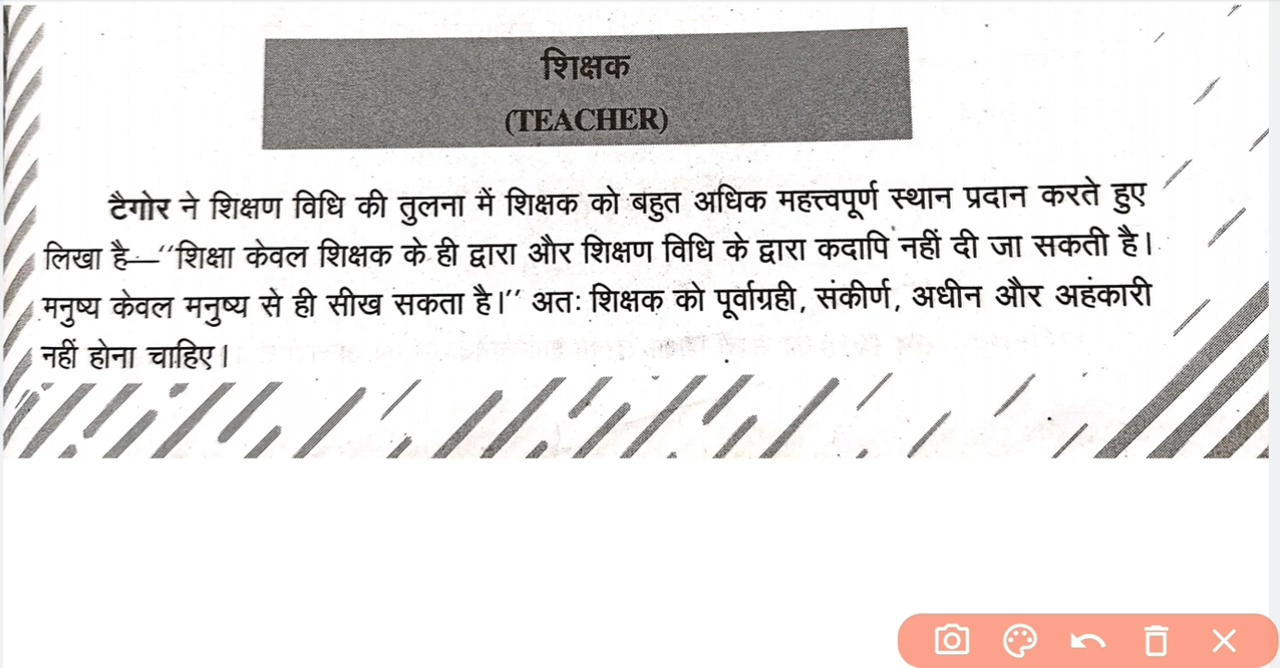 शिक्षक
(TEACHER)
टैगोर ने शिक्षण विधि की तुलना में शिक्षक को बहुत अधिक महत्त्वपूर्ण स्थान प्रदान करते हुए
लिखा है—‘‘शिक्षा केवल शिक्षक के ही द्वारा और शिक्षण विधि के द्वारा कदापि नहीं दी जा सकती है।
मनुष्य केवल मनुष्य से ही सीख सकता है।’’ अतः शिक्षक को पूर्वाग्रही, संकीर्ण, अधीन और अहंकारी
नहीं होना चाहिए।